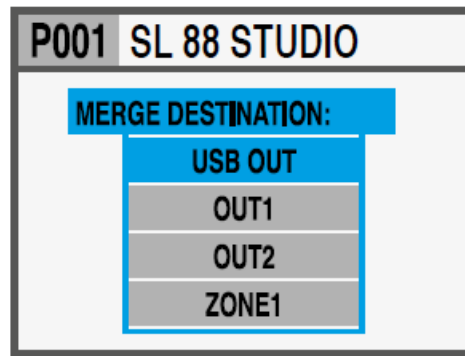 P001 SL 88 STUDIO
MERGE DESTINATION:
USB OUT
OUT1
OUT2
ZONE1